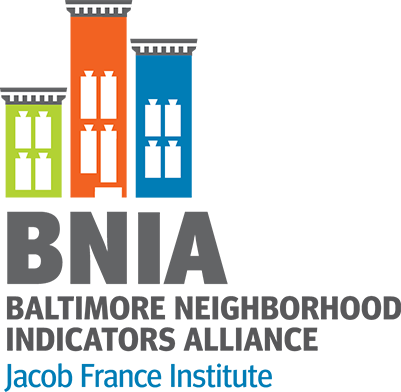 BNIA
BALTIMORE NEIGHBORHOOD
INDICATORS ALLIANCE
Jacob France Institute